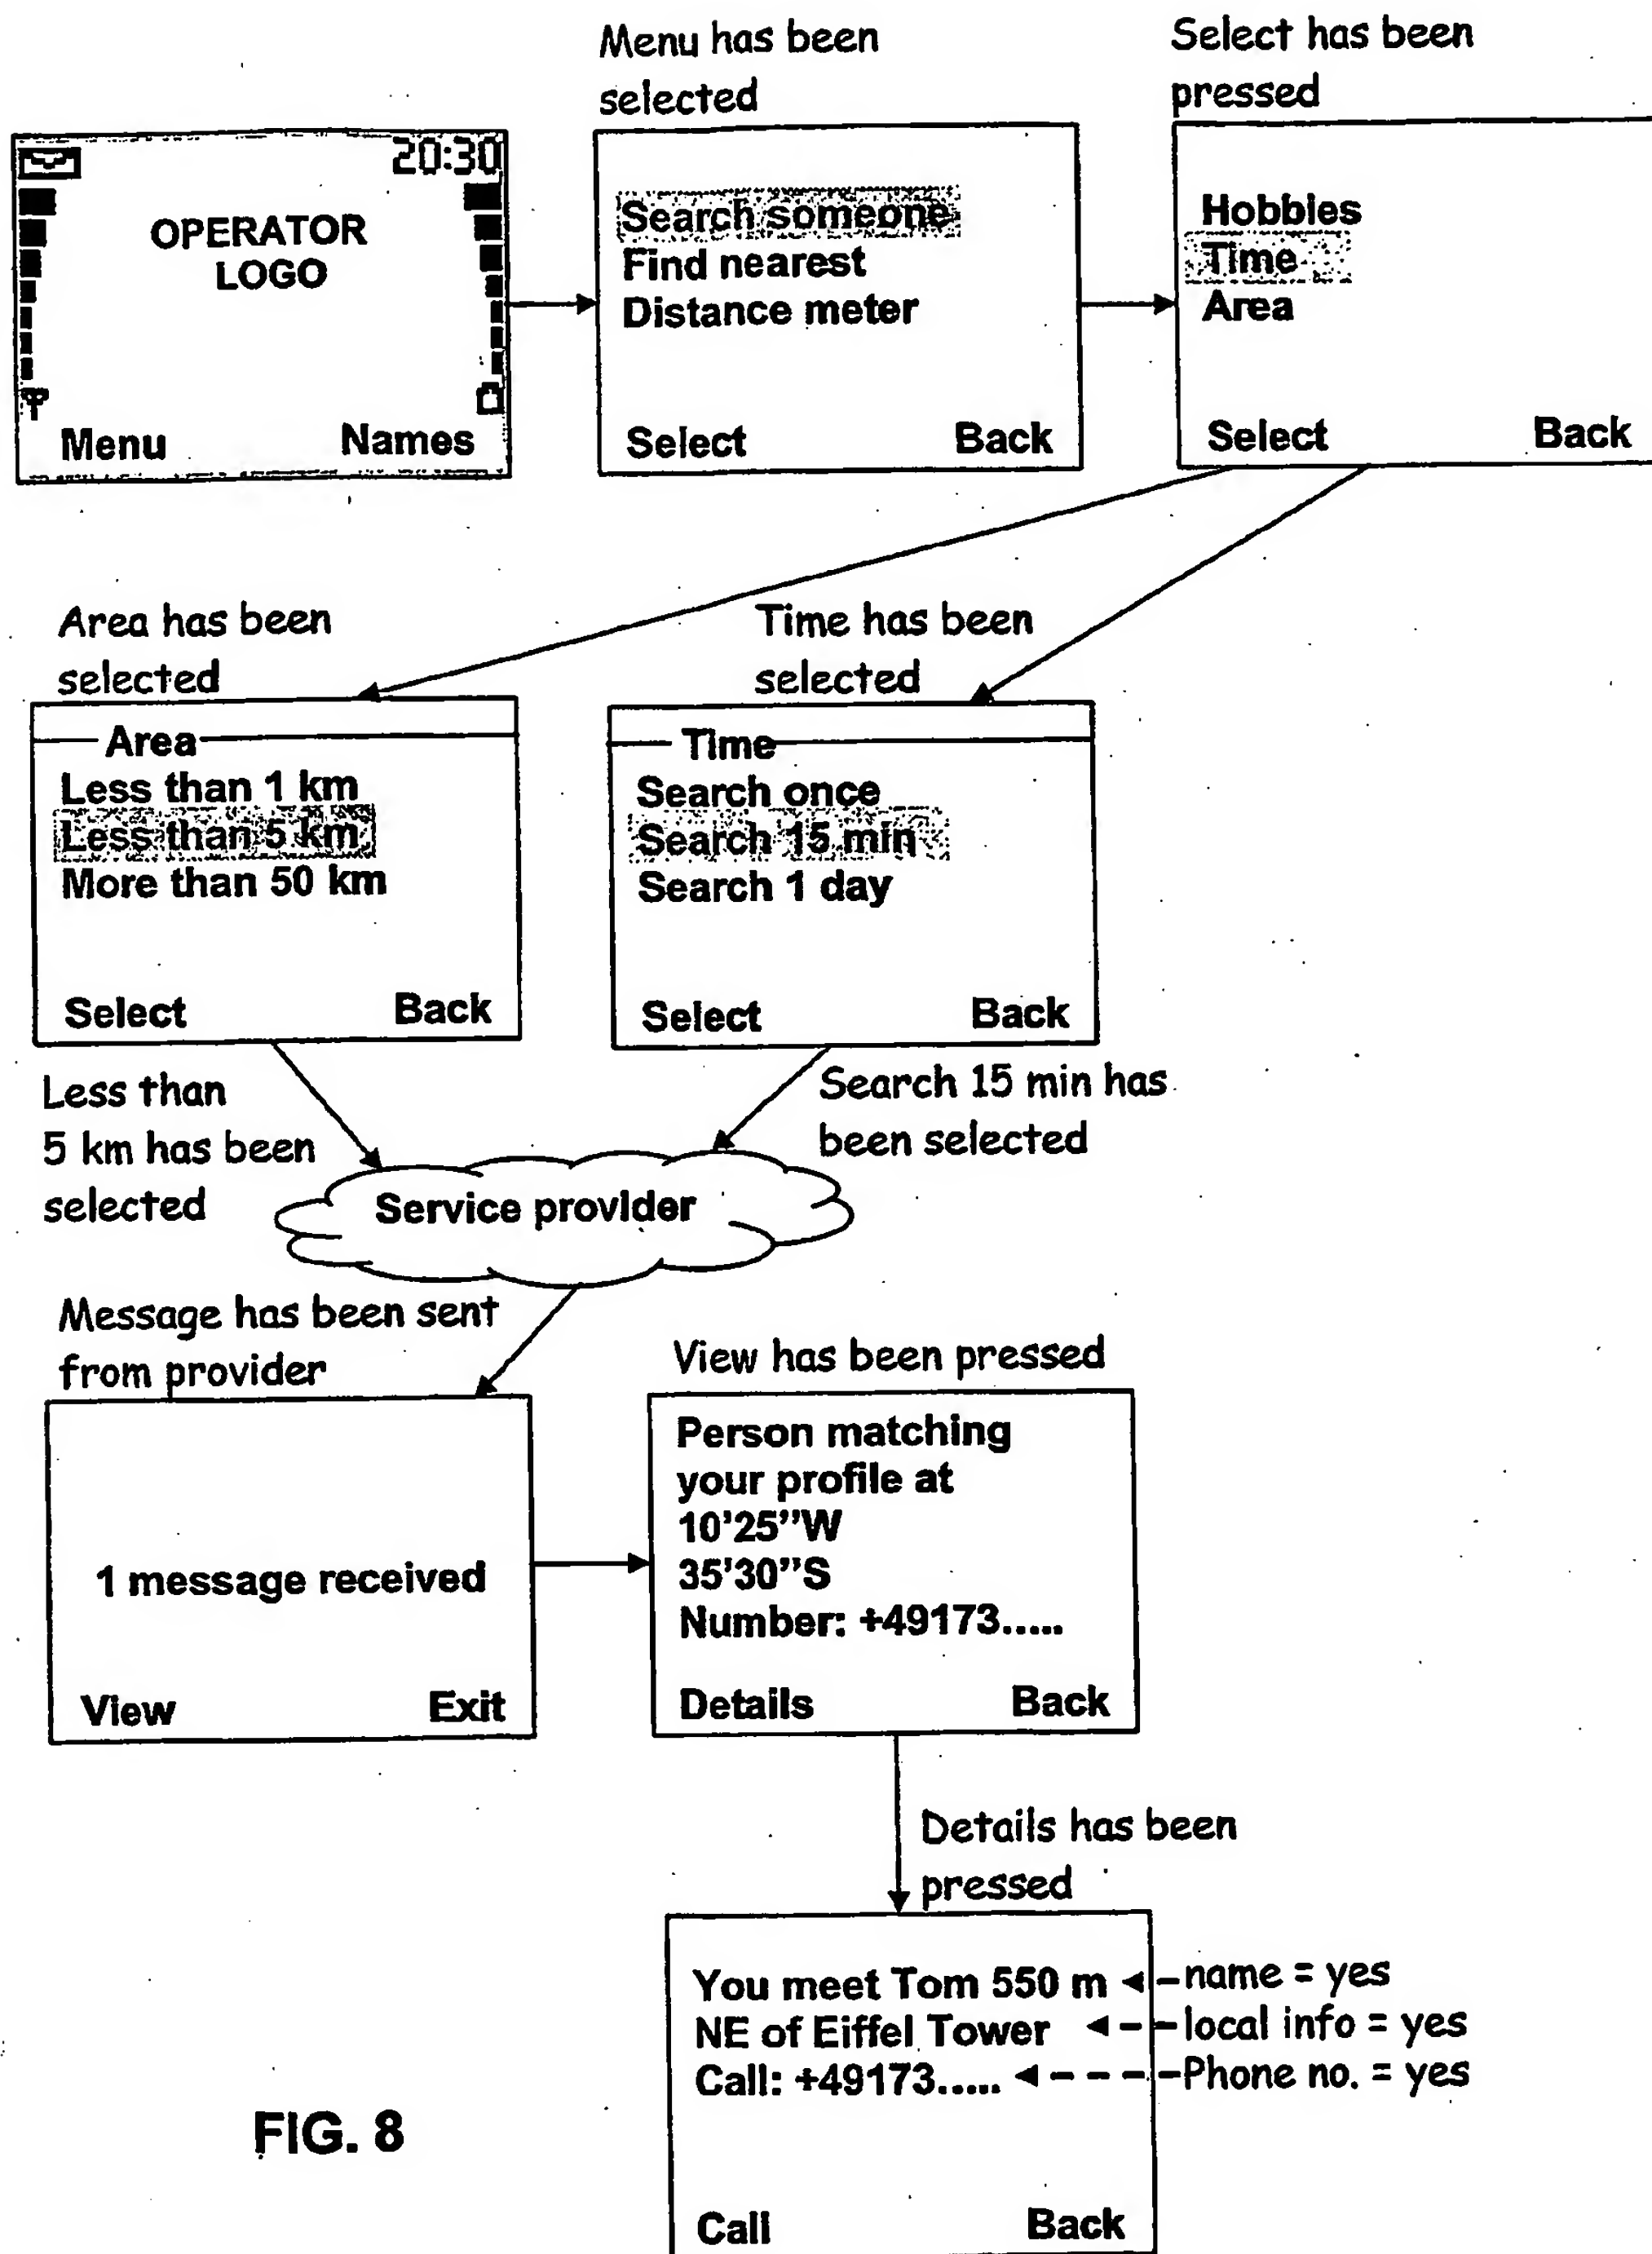 Menu has been
selected
Select has been
pressed
20:30
OPERATOR
LOGO
Menu Names
Search someone
Find nearest
Distance meter
Select Back
Hobbies
Time
Area
Select Back
Area has been
selected
Time has been
selected
Area
Less than 1 km
Less than 5 km
More than 50 km
Select Back
Time
Search once
Search 15 min
Search 1 day
Select Back
Less than
5 km has been
selected
Search 15 min has
been selected
Service provider
Message has been sent
from provider
View has been pressed
1 message received
View Exit
Person matching
your profile at
10'25''W
35'30''S
Number: +49173.....
Details Back
Details has been
pressed
You meet Tom 550 m
name = yes
NE of Eiffel Tower
local info = yes
Call: +49173.....
Phone no. = yes
Call Back
FIG. 8